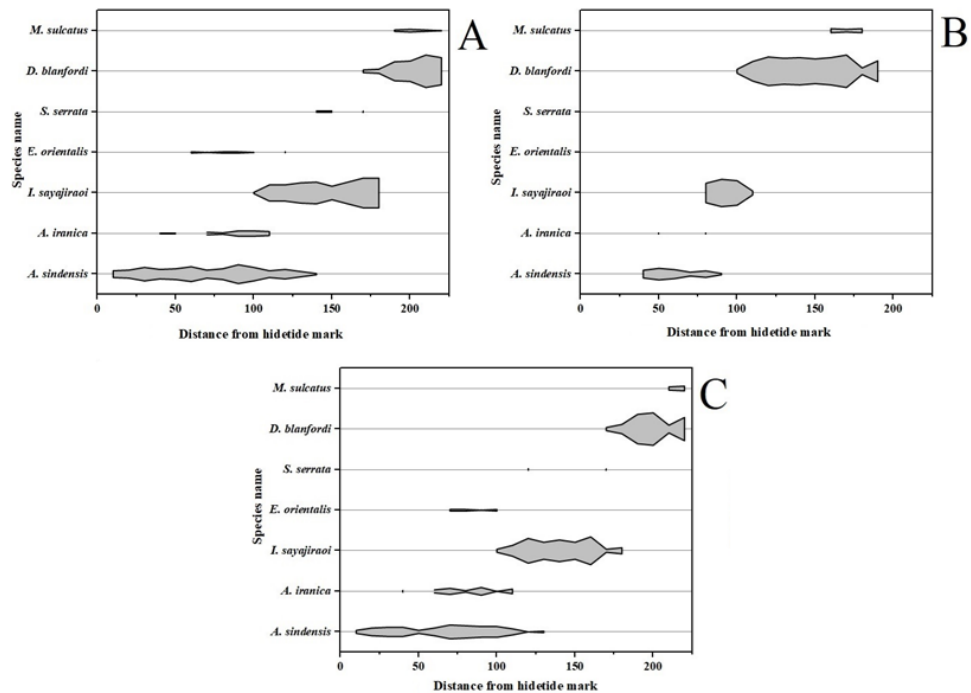 A
Species name
M. sulcatus
D. blanfordi
S. serrata
E. orientalis
I. sayajiraoi
A. iranica
A. sindensis
0 50 100 150 200
Distance from hidetide mark
B
Species name
M. sulcatus
D. blanfordi
S. serrata
E. orientalis
I. sayajiraoi
A. iranica
A. sindensis
0 50 100 150 200
Distance from hidetide mark
C
Species name
M. sulcatus
D. blanfordi
S. serrata
E. orientalis
I. sayajiraoi
A. iranica
A. sindensis
0 50 100 150 200
Distance from hidetide mark